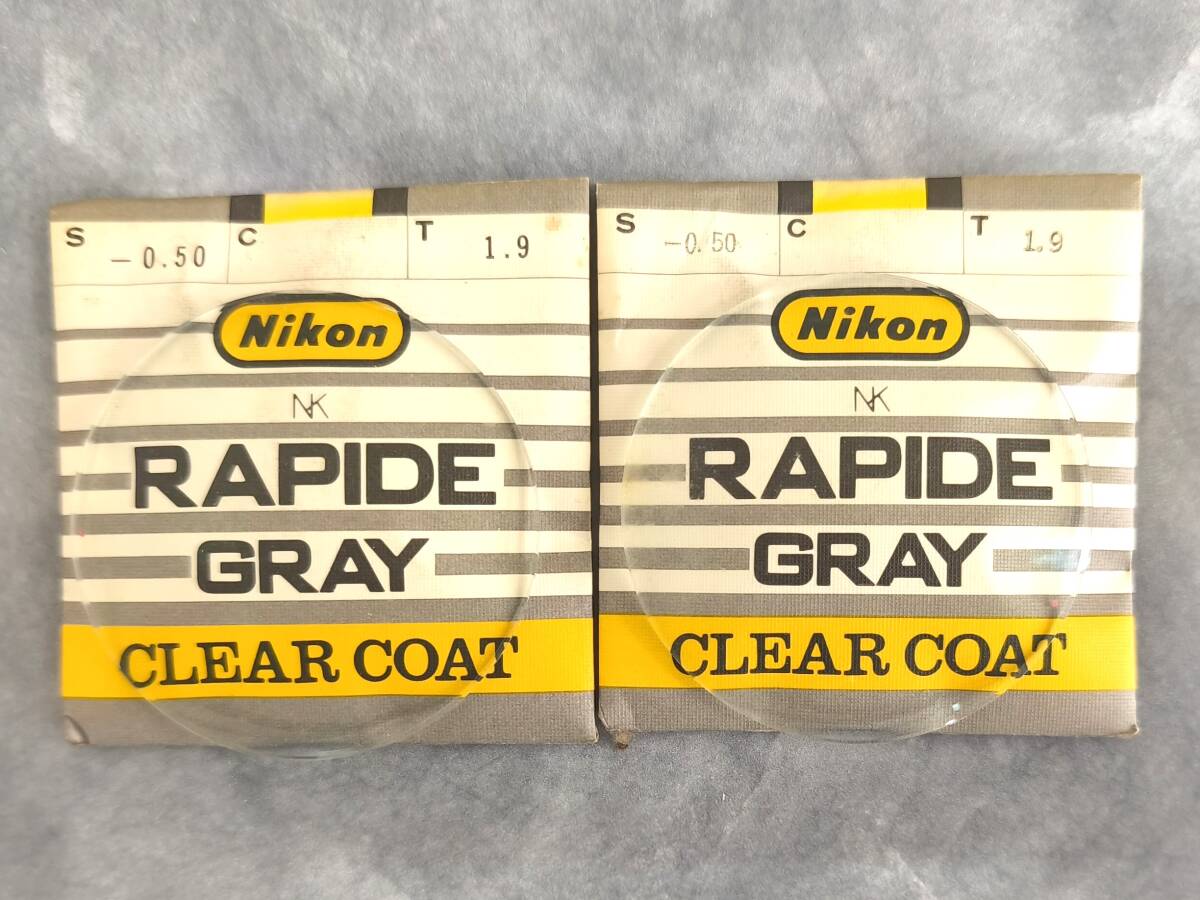 S -0.50 C T 1.9
Nikon
NK
RAPIDE
GRAY
CLEAR COAT
S -0.50 C T 1.9
Nikon
NK
RAPIDE
GRAY
CLEAR COAT